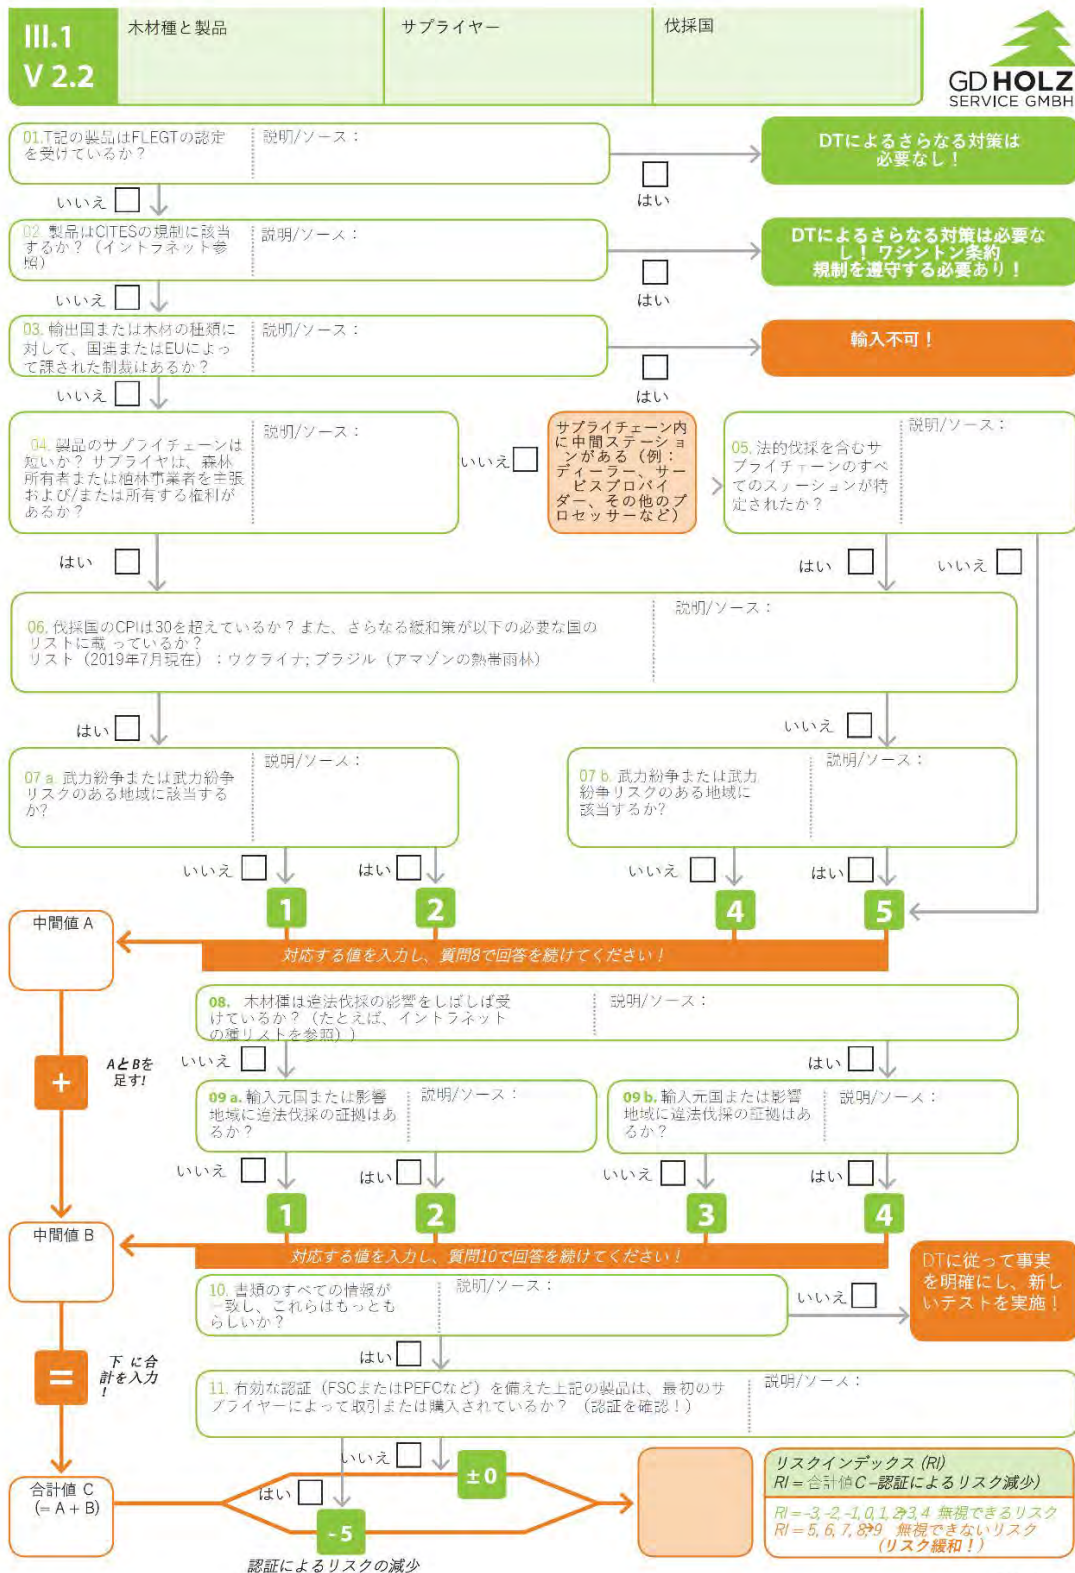 III.1
V 2.2
木材種と製品
サプライヤー
伐採国
GD HOLZ
SERVICE GMBH
01.T記の製品はFLEGTの認定
を受けているか？
説明/ソース：
DTによるさらなる対策は
必要なし！
いいえ
はい
02 製品はCITESの規制に該当
するか？（イントラネット参
照）
説明/ソース：
DTによるさらなる対策は必要な
し！ ワシントン条約
規制を遵守する必要あり！
いいえ
はい
03. 輸出国または木材の種類に
対して、国連またはEUによっ
て課された制裁はあるか？
説明/ソース：
輸入不可！
いいえ
はい
04. 製品のサプライチェーンは
短いか？ サプライヤは、森林
所有者または植林事業者を主張
および/または所有する権利が
あるか？
説明/ソース：
いいえ
サプライチェーン内
に中間ステーショ
ンがある（例：
ディーラー、サー
ビスプロバイ
ダー、その他のプ
ロセッサーなど）
05. 法的伐採を含むサ
プライチェーンのすべ
てのステーションが特
定されたか？
説明/ソース：
はい
はい
いいえ
06. 伐採国のCPIは30を超えているか？また、さらなる緩和策が以下の必要な国の
リストに載 っているか？
リスト（2019年7月現在）：ウクライナ; ブラジル（アマゾンの熱帯雨林）
説明/ソース：
はい
いいえ
07 a. 武力紛争または武力紛争
リスクのある地域に該当する
か?
説明/ソース：
07 b. 武力紛争または武力
紛争リスクのある地域に
該当するか?
説明/ソース：
いいえ
はい
いいえ
はい
1
2
4
5
中間値 A
対応する値を入力し、質問8で回答を続けてください！
08. 木材種は違法伐採の影響をしばしば受
けているか？（たとえば、イントラネット
の種リストを参照））
説明/ソース：
+
AとBを
足す!
いいえ
はい
09 a. 輸入元国または影響
地域に違法伐採の証拠はあ
るか？
説明/ソース：
09 b. 輸入元国または影響
地域に違法伐採の証拠はあ
るか？
説明/ソース：
いいえ
はい
いいえ
はい
1
2
3
4
中間値 B
対応する値を入力し、質問10で回答を続けてください！
10. 書類のすべての情報が
一致し、これらはもっとも
らしいか？
説明/ソース：
いいえ
DTに従って事実
を明確にし、新し
いテストを実施！
はい
=
下 に合
計を入力
！
11. 有効な認証（FSCまたはPEFCなど）を備えた上記の製品は、最初のサ
プライヤーによって取引または購入されているか？ （認証を確認！）
説明/ソース：
いいえ
±0
はい
-5
合計値 C
(= A + B)
認証によるリスクの減少
リスクインデックス (RI)
RI = 合計値C –認証によるリスク減少)
RI = -3, -2, -1, 0, 1, 2→3, 4 無視できるリスク
RI = 5, 6, 7, 8→9 無視できないリスク
(リスク緩和！)